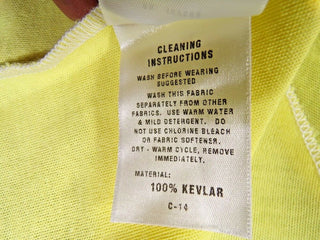 CLEANING
INSTRUCTIONS
WASH BEFORE WEARING
SUGGESTED
WASH THIS FABRIC
SEPARATELY FROM OTHER
FABRICS. USE WARM WATER
& MILD DETERGENT. DO
NOT USE CHLORINE BLEACH
OR FABRIC SOFTENER.
DRY - WARM CYCLE, REMOVE
IMMEDIATELY.
MATERIAL:
100% KEVLAR
C-14